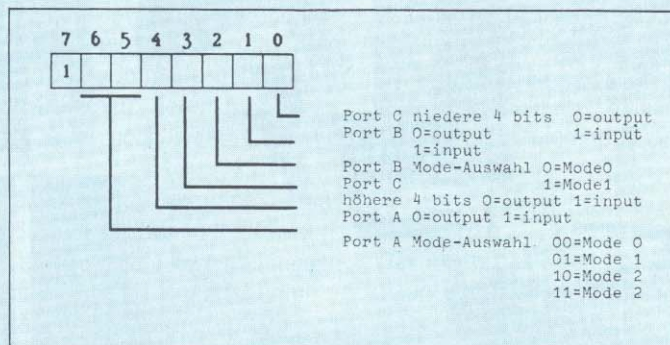 7 6 5 4 3 2 1 0
1
Port C niedere 4 bits 0=output
Port B 0=output 1=input
1=input
Port B Mode-Auswahl 0=Mode0
Port C 1=Mode1
höhere 4 bits 0=output 1=input
Port A 0=output 1=input
Port A Mode-Auswahl. 00=Mode 0
01=Mode 1
10=Mode 2
11=Mode 2